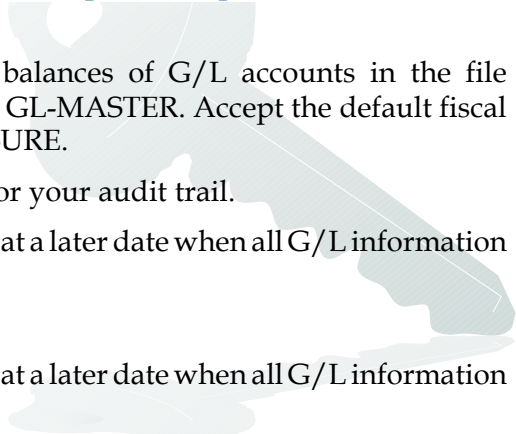 balances of G/L accounts in the file
GL-MASTER. Accept the default fiscal
URE.
or your audit trail.
at a later date when all G/L information
at a later date when all G/L information